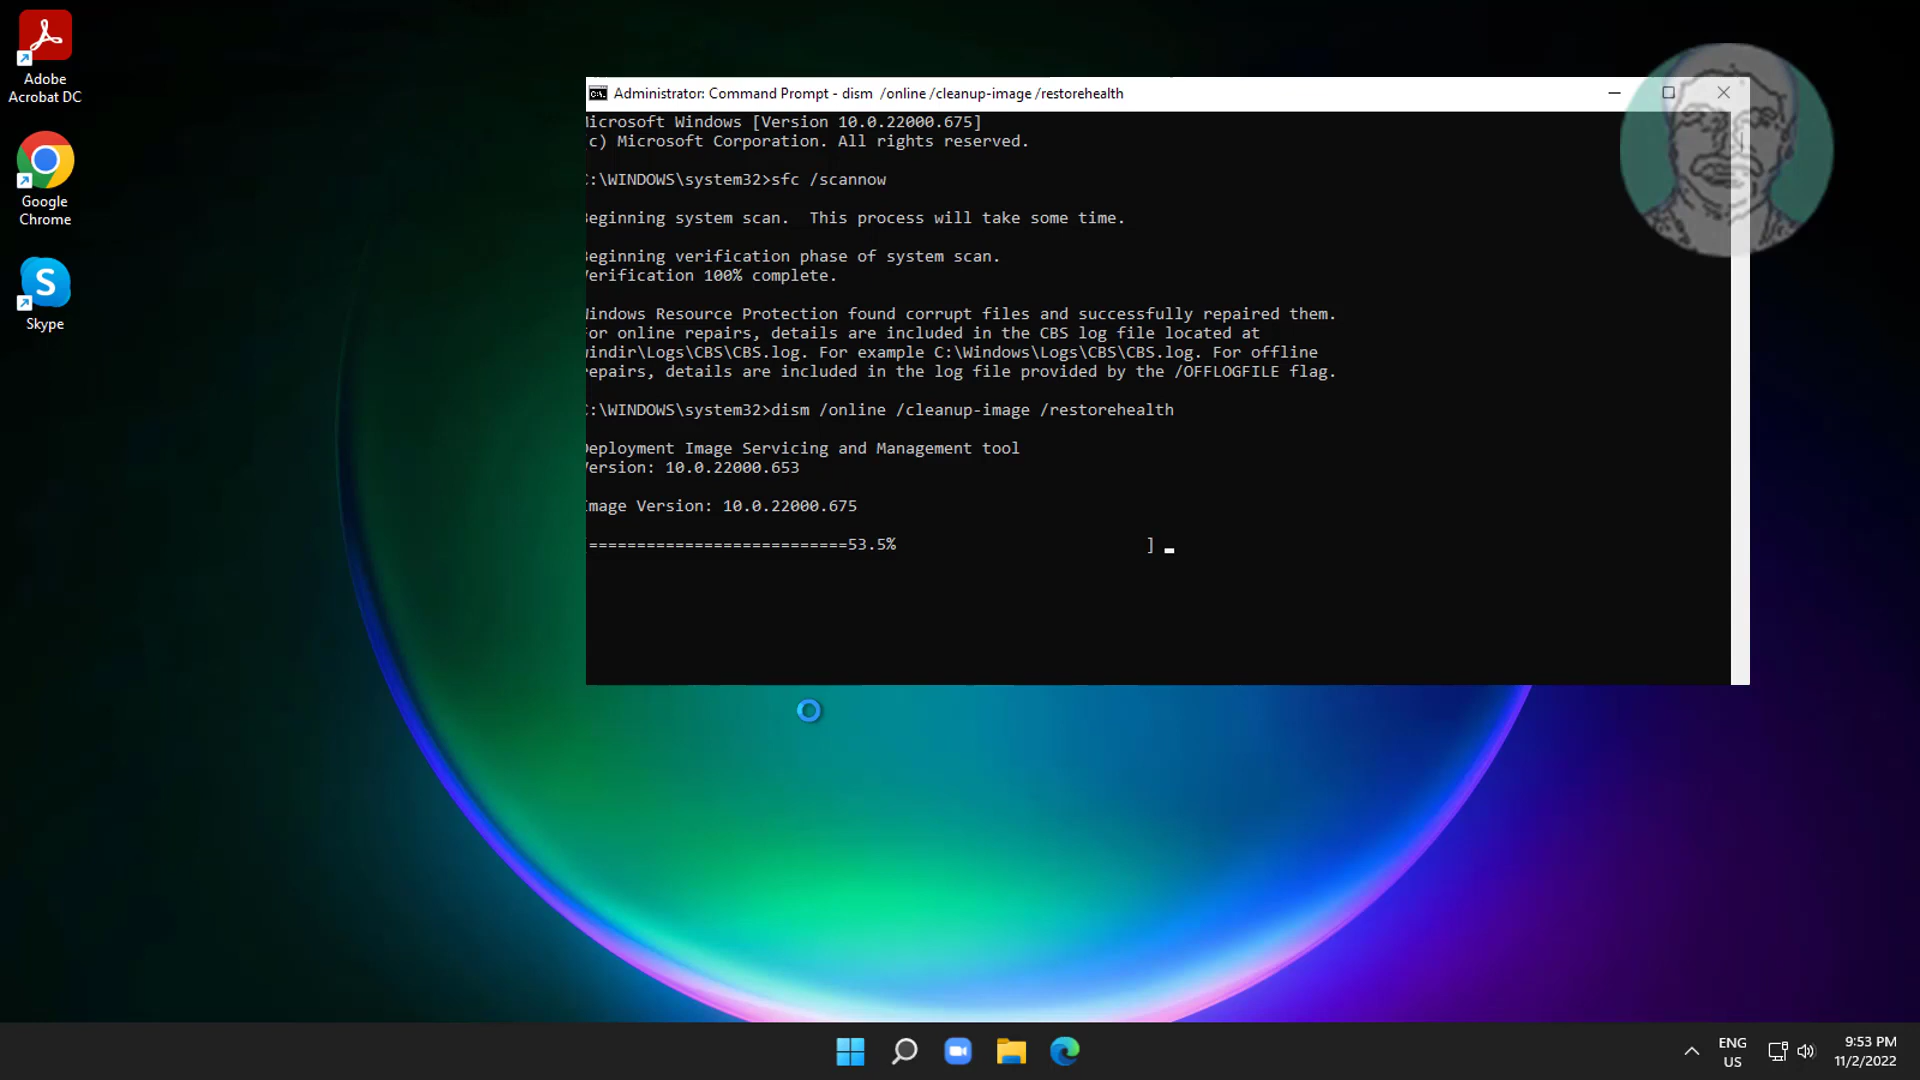 Adobe
Acrobat DC
Google
Chrome
Skype
Administrator: Command Prompt - dism /online /cleanup-image /restorehealth
Microsoft Windows [Version 10.0.22000.675]
(c) Microsoft Corporation. All rights reserved.
C:\WINDOWS\system32>sfc /scannow
Beginning system scan. This process will take some time.
Beginning verification phase of system scan.
Verification 100% complete.
Windows Resource Protection found corrupt files and successfully repaired them.
For online repairs, details are included in the CBS log file located at
windir\Logs\CBS\CBS.log. For example C:\Windows\Logs\CBS\CBS.log. For offline
repairs, details are included in the log file provided by the /OFFLOGFILE flag.
C:\WINDOWS\system32>dism /online /cleanup-image /restorehealth
Deployment Image Servicing and Management tool
Version: 10.0.22000.653
Image Version: 10.0.22000.675
[===========================53.5% ]
ENG
US
9:53 PM
11/2/2022